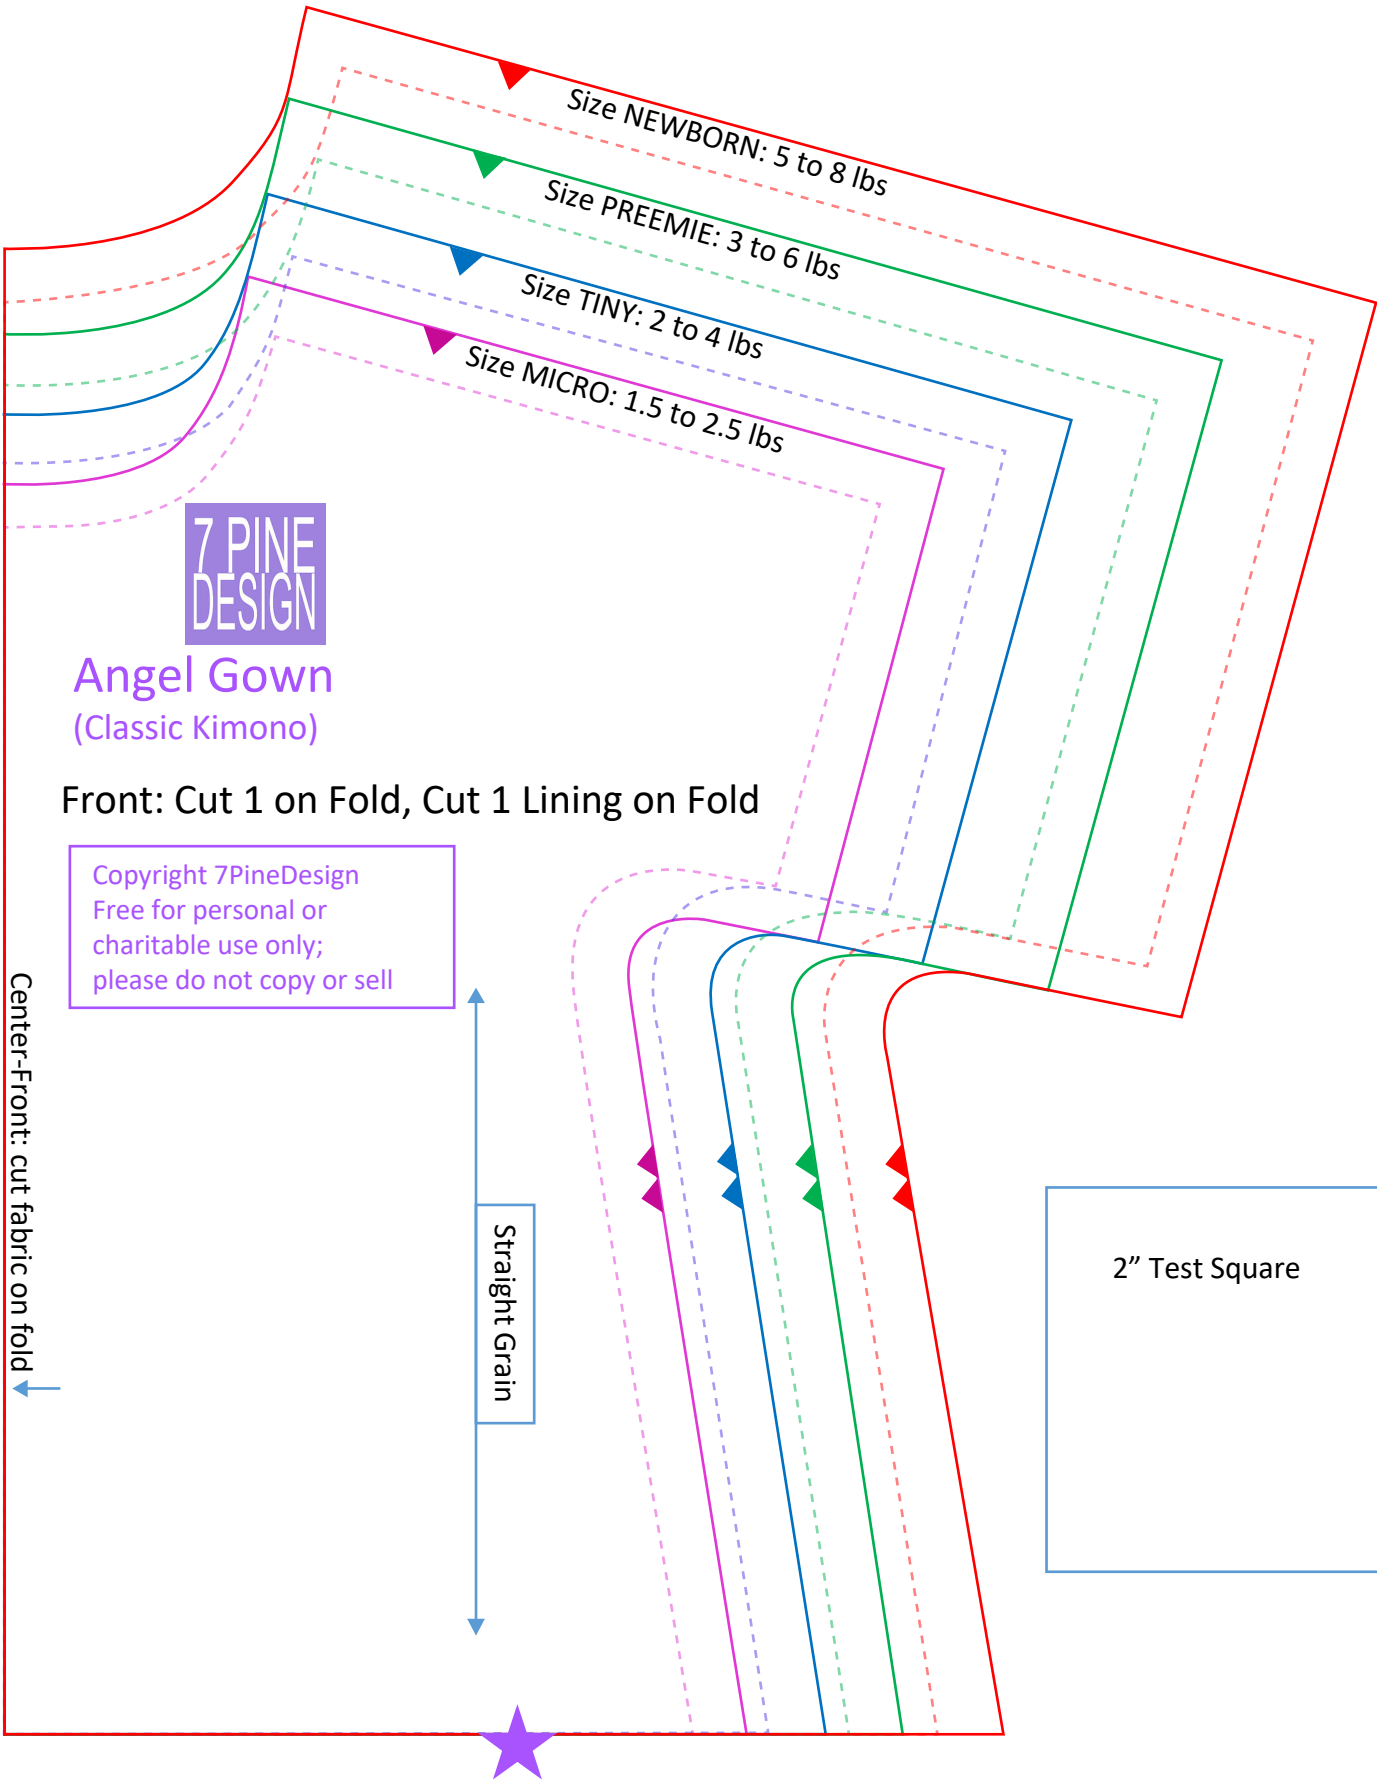 Size NEWBORN: 5 to 8 lbs
Size PREEMIE: 3 to 6 lbs
Size TINY: 2 to 4 lbs
Size MICRO: 1.5 to 2.5 lbs
7 PINE
DESIGN
Angel Gown
(Classic Kimono)
Front: Cut 1 on Fold, Cut 1 Lining on Fold
Copyright 7PineDesign
Free for personal or
charitable use only;
please do not copy or sell
Center-Front: cut fabric on fold
Straight Grain
2” Test Square